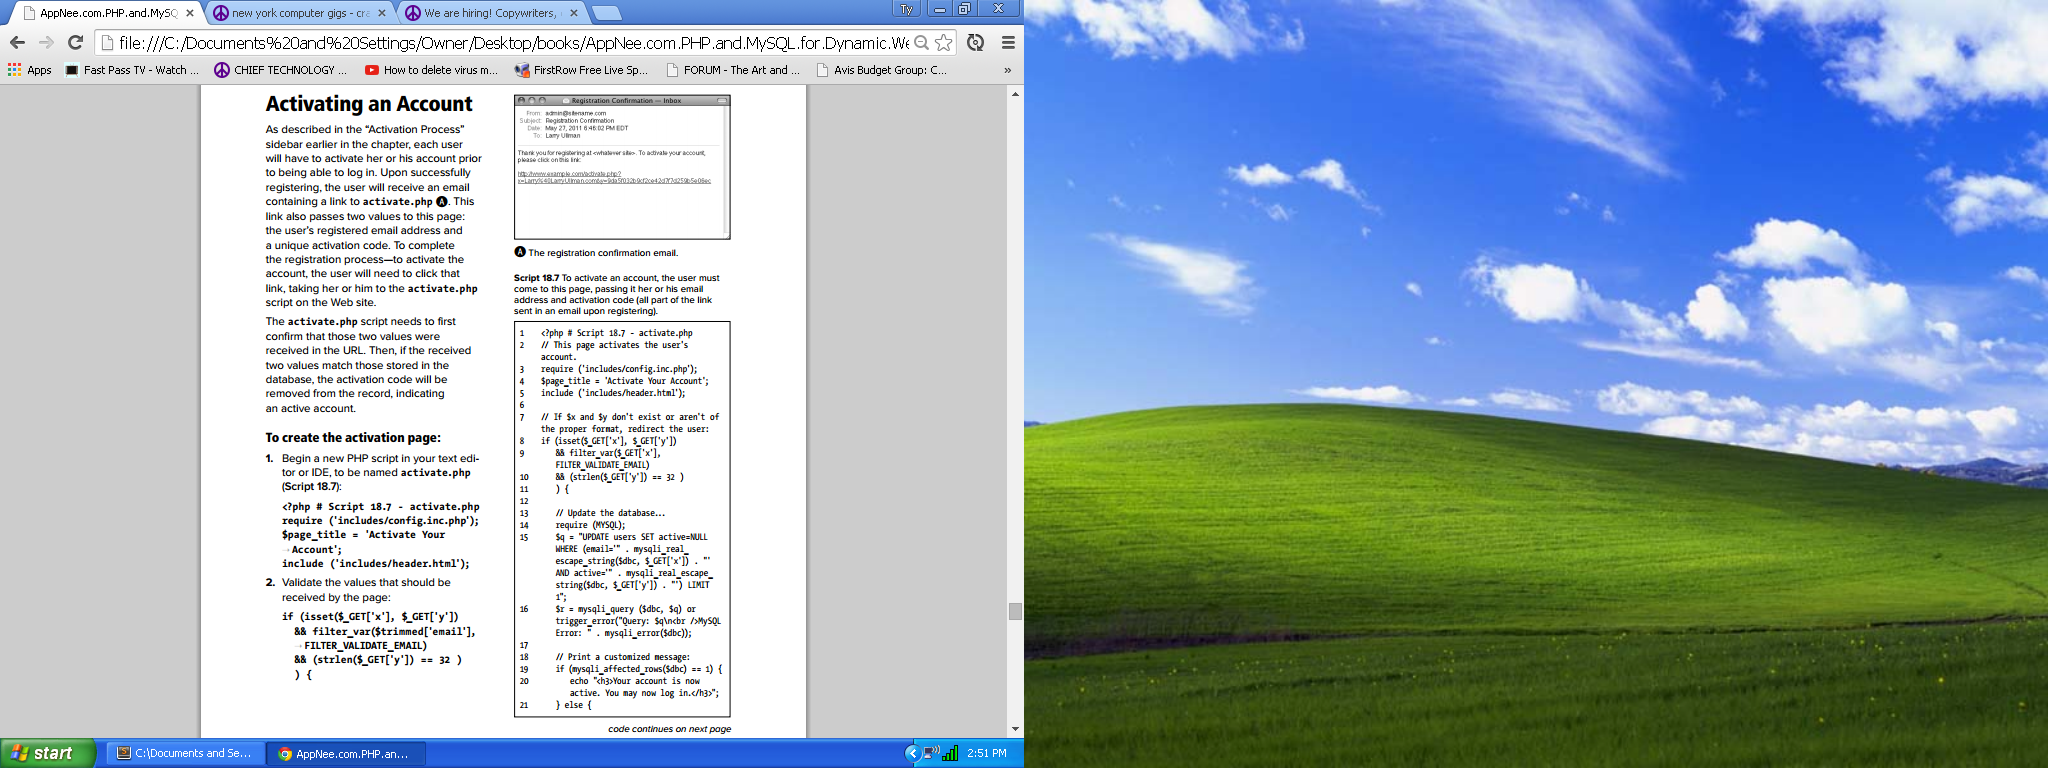 AppNee.com.PHP.and.MySQ
new york computer gigs - cra
We are hiring! Copywriters,
Ty
file:///C:/Documents%20and%20Settings/Owner/Desktop/books/AppNee.com.PHP.and.MySQL.for.Dynamic.We
Apps
Fast Pass TV - Watch ...
CHIEF TECHNOLOGY ...
How to delete virus m...
FirstRow Free Live Sp...
FORUM - The Art and ...
Avis Budget Group: C...
»
Activating an Account
As described in the “Activation Process”
sidebar earlier in the chapter, each user
will have to activate her or his account prior
to being able to log in. Upon successfully
registering, the user will receive an email
containing a link to activate.php A. This
link also passes two values to this page:
the user’s registered email address and
a unique activation code. To complete
the registration process—to activate the
account, the user will need to click that
link, taking her or him to the activate.php
script on the Web site.
The activate.php script needs to first
confirm that those two values were
received in the URL. Then, if the received
two values match those stored in the
database, the activation code will be
removed from the record, indicating
an active account.
To create the activation page:
1. Begin a new PHP script in your text edi-
tor or IDE, to be named activate.php
(Script 18.7):
<?php # Script 18.7 - activate.php
require ('includes/config.inc.php');
$page_title = 'Activate Your
→ Account';
include ('includes/header.html');
2. Validate the values that should be
received by the page:
if (isset($_GET['x'], $_GET['y'])
&& filter_var($trimmed['email'],
→ FILTER_VALIDATE_EMAIL)
&& (strlen($_GET['y']) == 32 )
) {
Registration Confirmation — Inbox
From: admin@sitename.com
Subject: Registration Confirmation
Date: May 27, 2011 6:46:02 PM EDT
To: Larry Ullman
Thank you for registering at <whatever site>. To activate your account,
please click on this link:
http://www.example.com/activate.php?
A The registration confirmation email.
Script 18.7 To activate an account, the user must
come to this page, passing it her or his email
address and activation code (all part of the link
sent in an email upon registering).
1 <?php # Script 18.7 - activate.php
2 // This page activates the user's
account.
3 require ('includes/config.inc.php');
4 $page_title = 'Activate Your Account';
5 include ('includes/header.html');
6
7 // If $x and $y don't exist or aren't of
the proper format, redirect the user:
8 if (isset($_GET['x'], $_GET['y'])
9 && filter_var($_GET['x'],
FILTER_VALIDATE_EMAIL)
10 && (strlen($_GET['y']) == 32 )
11 ) {
12
13 // Update the database...
14 require (MYSQL);
15 $q = "UPDATE users SET active=NULL
WHERE (email='" . mysqli_real_
escape_string($dbc, $_GET['x']) . "'
AND active='" . mysqli_real_escape_
string($dbc, $_GET['y']) . "') LIMIT
1";
16 $r = mysqli_query ($dbc, $q) or
trigger_error("Query: $q\n<br />MySQL
Error: " . mysqli_error($dbc));
17
18 // Print a customized message:
19 if (mysqli_affected_rows($dbc) == 1) {
20 echo "<h3>Your account is now
active. You may now log in.</h3>";
21 } else {
code continues on next page
start
C:\Documents and Se...
AppNee.com.PHP.an...
2:51 PM